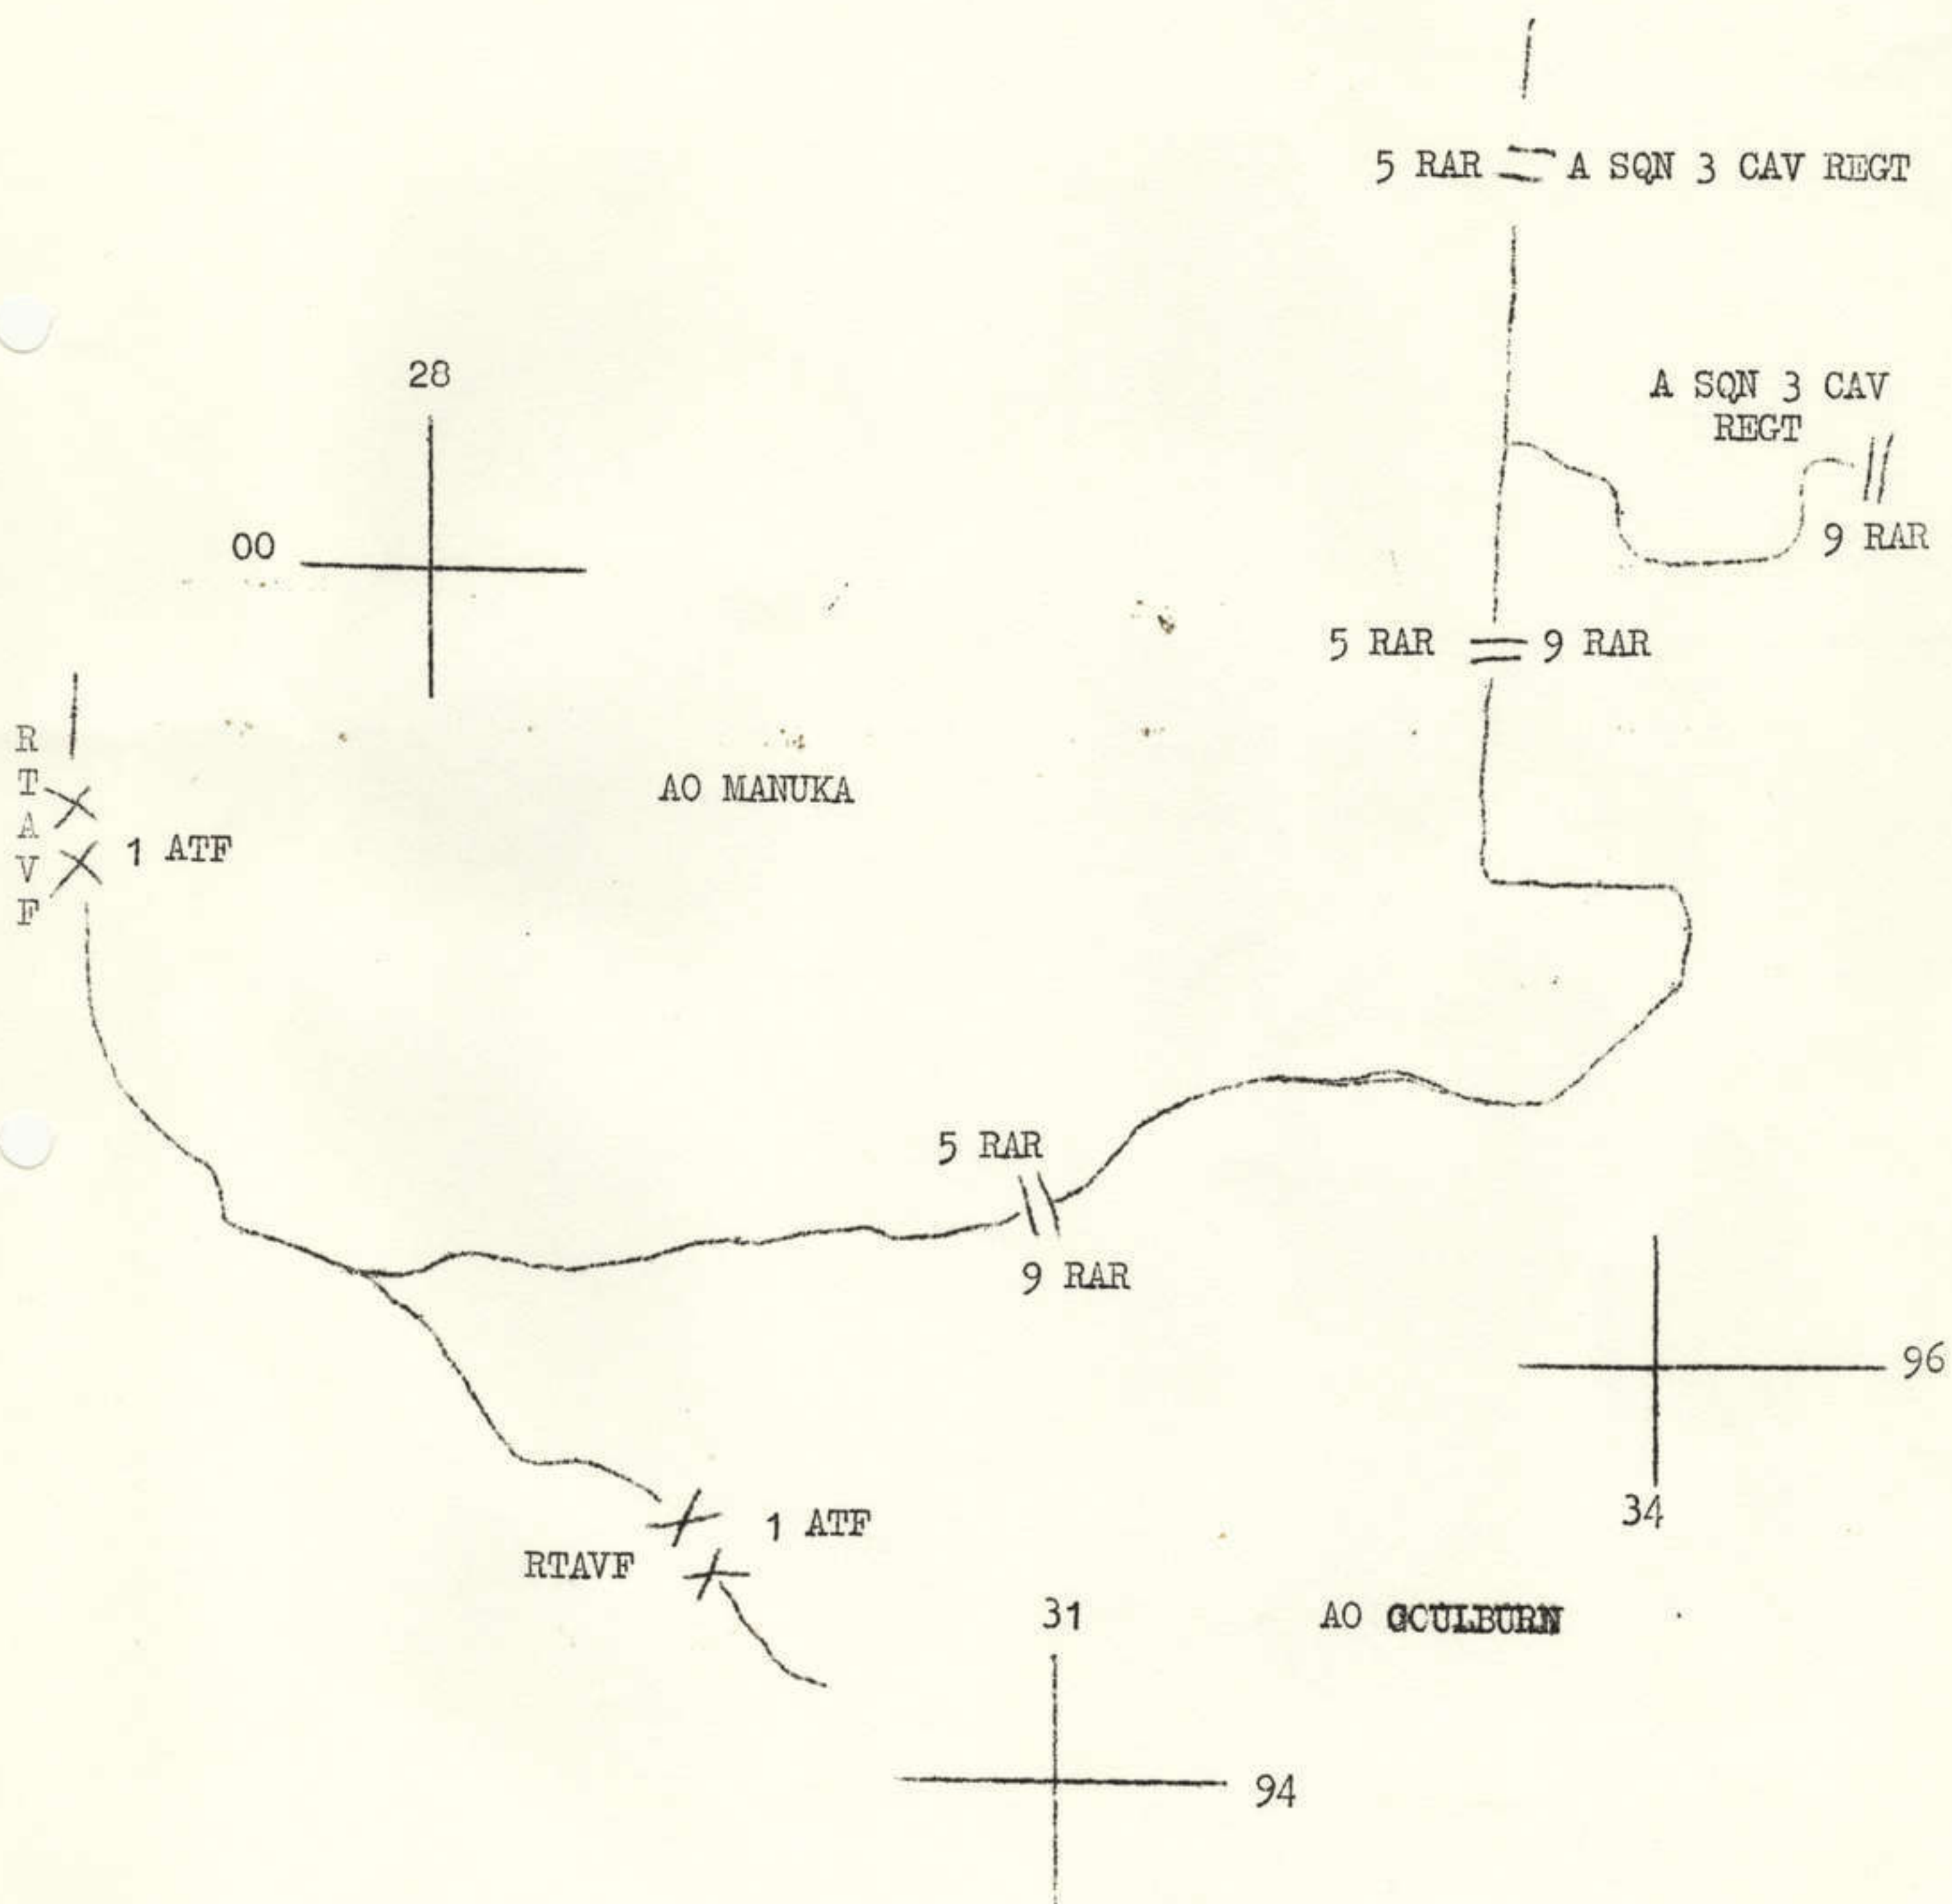 5 RAR A SQN 3 CAV REGT
28
A SQN 3 CAV
REGT
00
9 RAR
5 RAR 9 RAR
R
T
A
V
F
AO MANUKA
1 ATF
5 RAR
9 RAR
96
34
1 ATF
RTAVF
31
AO GOULBURN
94